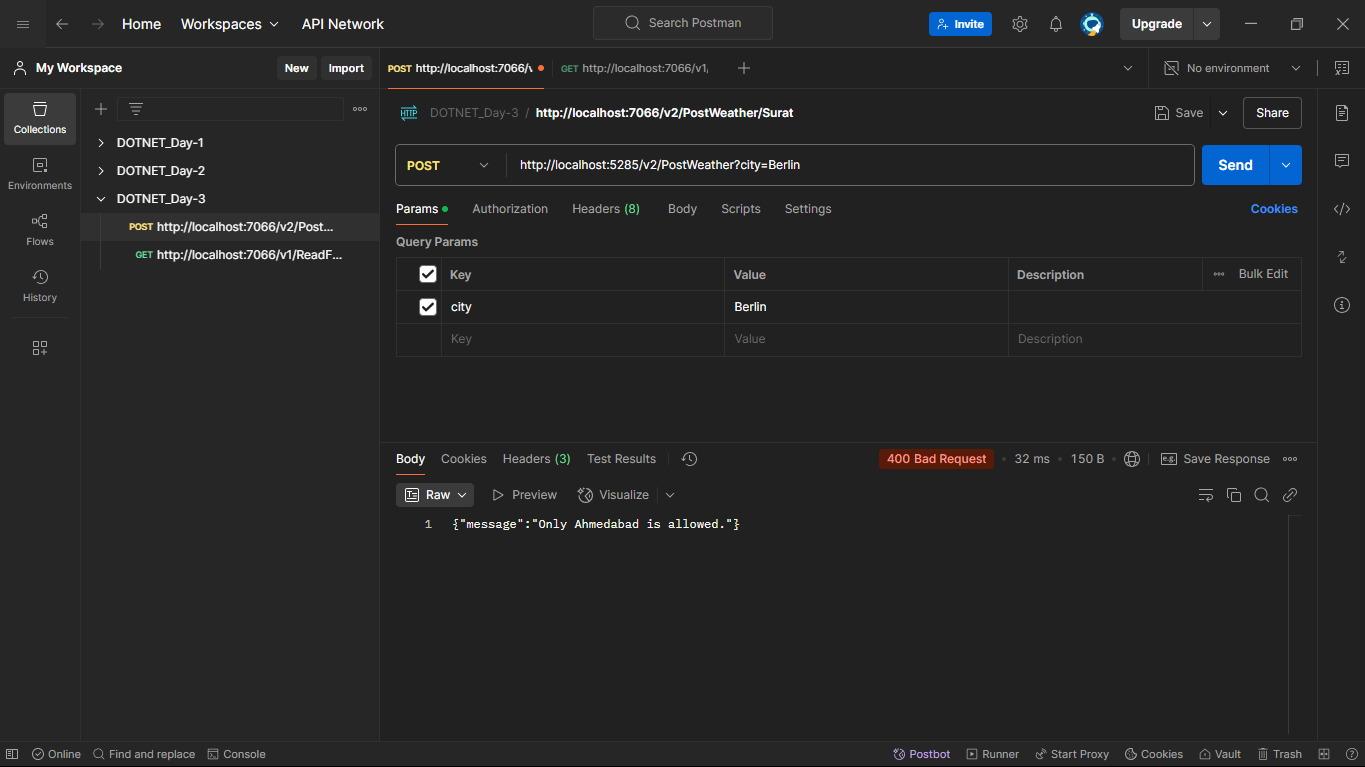 Home Workspaces API Network Search Postman Invite Upgrade
My Workspace New Import POST http://localhost:7066/v GET http://localhost:7066/v1, No environment
Collections
Environments
Flows
History
DOTNET_Day-1
DOTNET_Day-2
DOTNET_Day-3
POST http://localhost:7066/v2/Post...
GET http://localhost:7066/v1/ReadF...
HTTP DOTNET_Day-3 / http://localhost:7066/v2/PostWeather/Surat Save Share
POST http://localhost:5285/v2/PostWeather?city=Berlin Send
Params Authorization Headers (8) Body Scripts Settings Cookies
Query Params
Key Value Description Bulk Edit
city Berlin
Key Value Description
Body Cookies Headers (3) Test Results 400 Bad Request 32 ms 150 B e.g. Save Response
Raw Preview Visualize
1 {"message":"Only Ahmedabad is allowed."}
Online Find and replace Console Postbot Runner Start Proxy Cookies Vault Trash